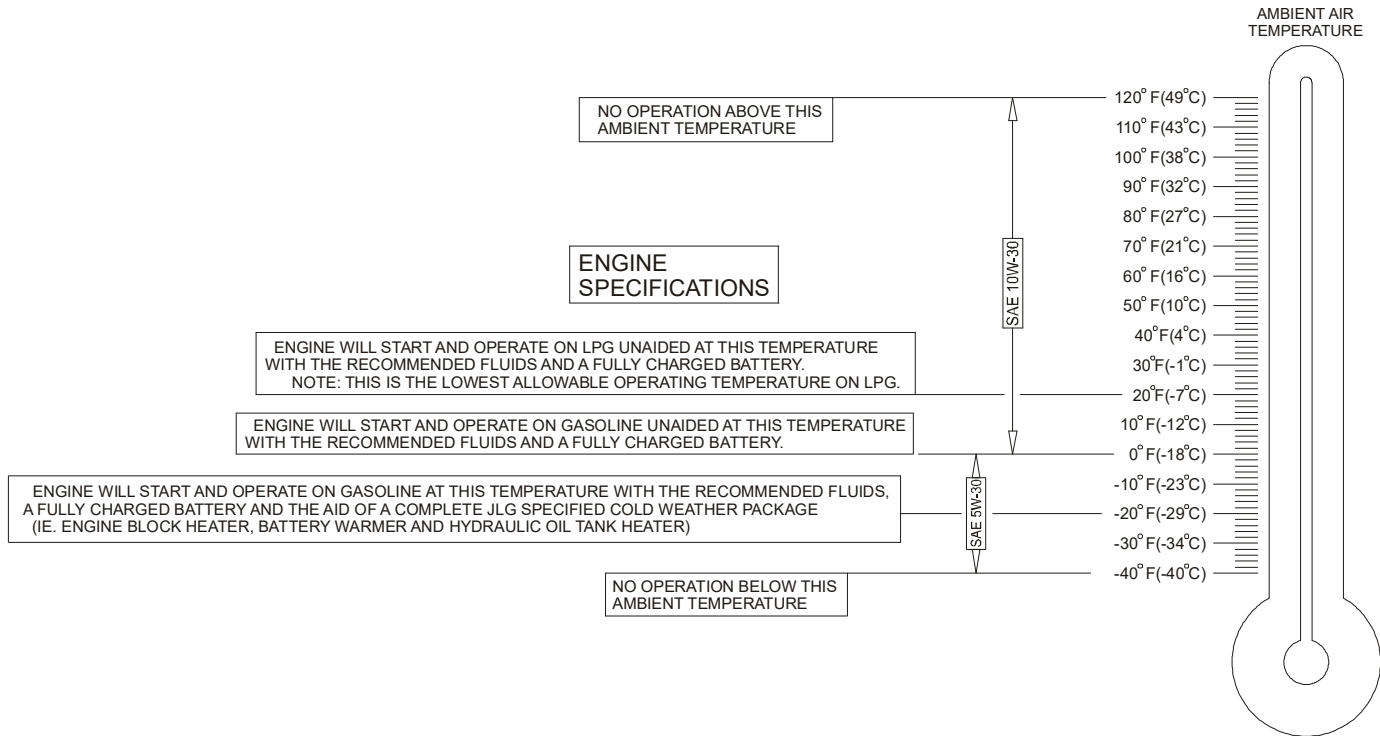 AMBIENT AIR
TEMPERATURE
NO OPERATION ABOVE THIS
AMBIENT TEMPERATURE
120° F(49°C)
110° F(43°C)
100° F(38°C)
90° F(32°C)
80° F(27°C)
70° F(21°C)
60° F(16°C)
50° F(10°C)
40°F(4°C)
30°F(-1°C)
20°F(-7°C)
10°F(-12°C)
0° F(-18°C)
-10° F(-23°C)
-20° F(-29°C)
-30° F(-34°C)
-40° F(-40°C)
SAE 10W-30
ENGINE
SPECIFICATIONS
ENGINE WILL START AND OPERATE ON LPG UNAIDED AT THIS TEMPERATURE
WITH THE RECOMMENDED FLUIDS AND A FULLY CHARGED BATTERY.
NOTE: THIS IS THE LOWEST ALLOWABLE OPERATING TEMPERATURE ON LPG.
ENGINE WILL START AND OPERATE ON GASOLINE UNAIDED AT THIS TEMPERATURE
WITH THE RECOMMENDED FLUIDS AND A FULLY CHARGED BATTERY.
SAE 5W-30
ENGINE WILL START AND OPERATE ON GASOLINE AT THIS TEMPERATURE WITH THE RECOMMENDED FLUIDS,
A FULLY CHARGED BATTERY AND THE AID OF A COMPLETE JLG SPECIFIED COLD WEATHER PACKAGE
(IE. ENGINE BLOCK HEATER, BATTERY WARMER AND HYDRAULIC OIL TANK HEATER)
NO OPERATION BELOW THIS
AMBIENT TEMPERATURE